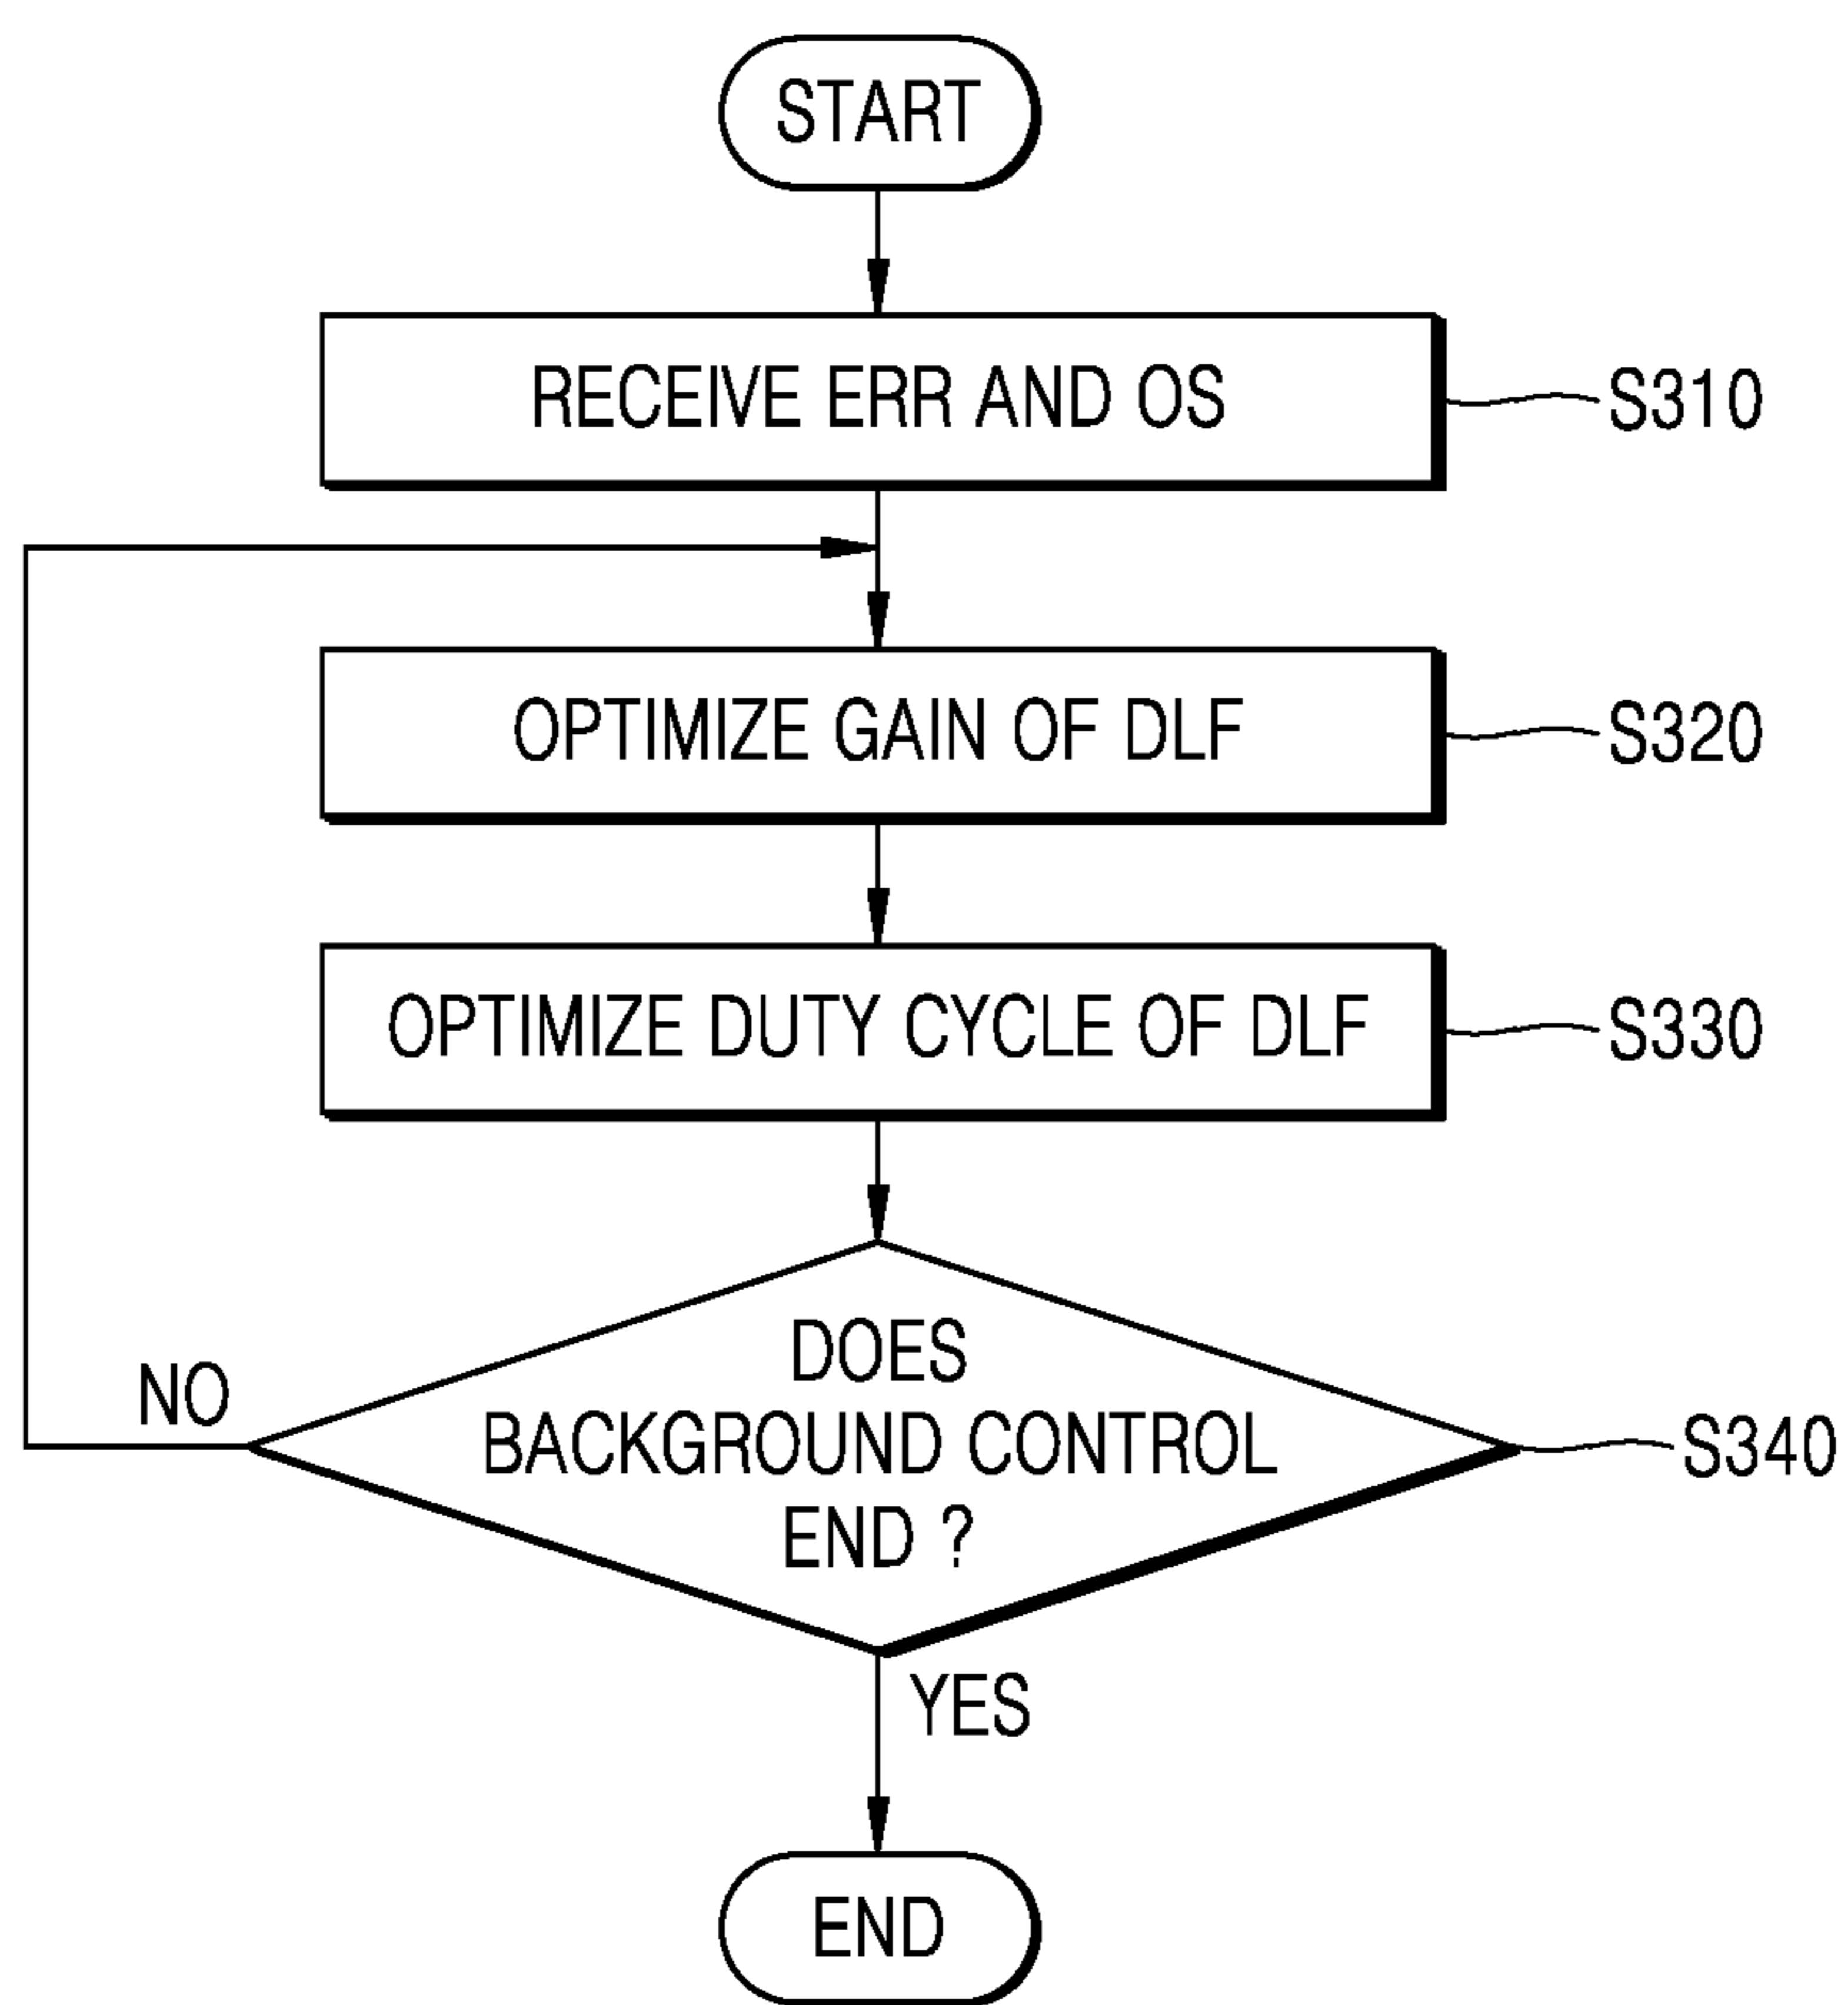 START
RECEIVE ERR AND OS
S310
OPTIMIZE GAIN OF DLF
S320
OPTIMIZE DUTY CYCLE OF DLF
S330
DOES
BACKGROUND CONTROL
END ?
S340
NO
YES
END